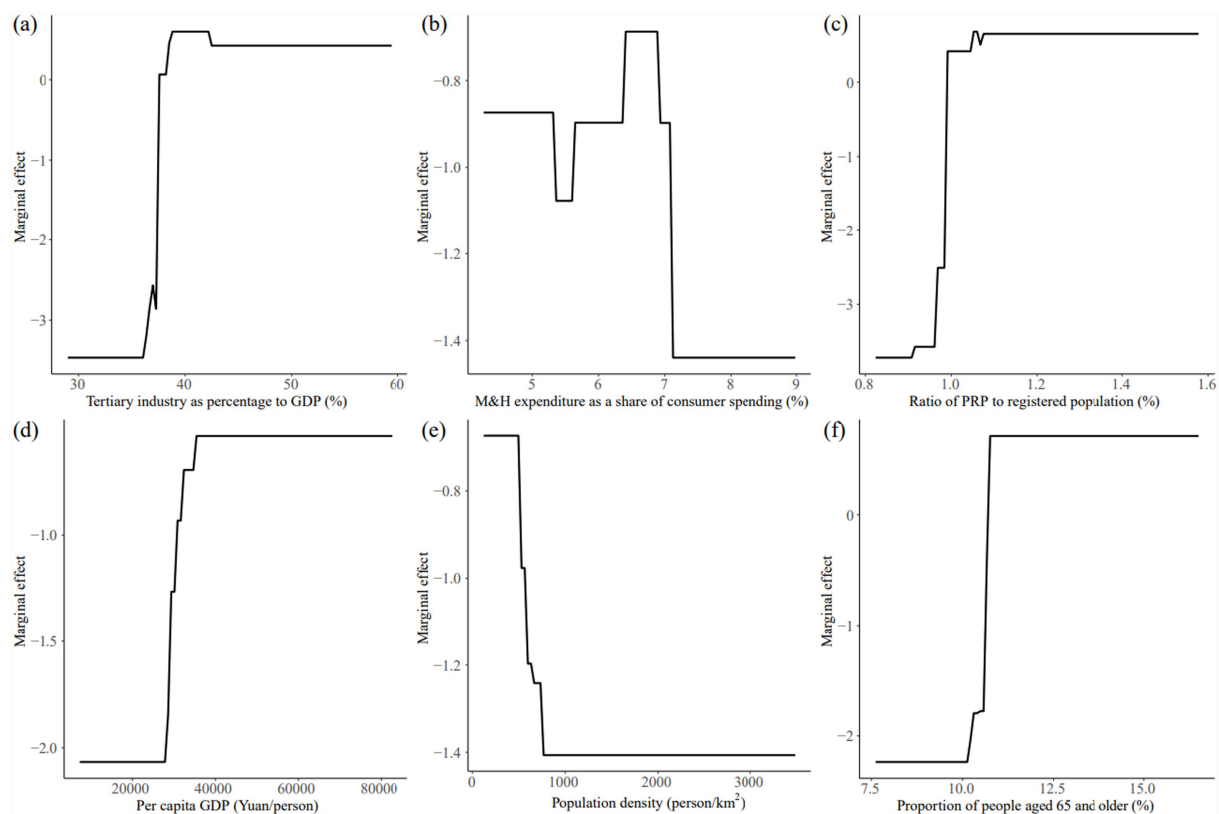 (a)
Marginal effect
0
−1
−2
−3
30 40 50 60
Tertiary industry as percentage to GDP (%)
(b)
Marginal effect
−0.8
−1.0
−1.2
−1.4
5 6 7 8 9
M&H expenditure as a share of consumer spending (%)
(c)
Marginal effect
0
−1
−2
−3
0.8 1.0 1.2 1.4 1.6
Ratio of PRP to registered population (%)
(d)
Marginal effect
−1.0
−1.5
−2.0
20000 40000 60000 80000
Per capita GDP (Yuan/person)
(e)
Marginal effect
−0.8
−1.0
−1.2
−1.4
0 1000 2000 3000
Population density (person/km²)
(f)
Marginal effect
0
−1
−2
7.5 10.0 12.5 15.0
Proportion of people aged 65 and older (%)